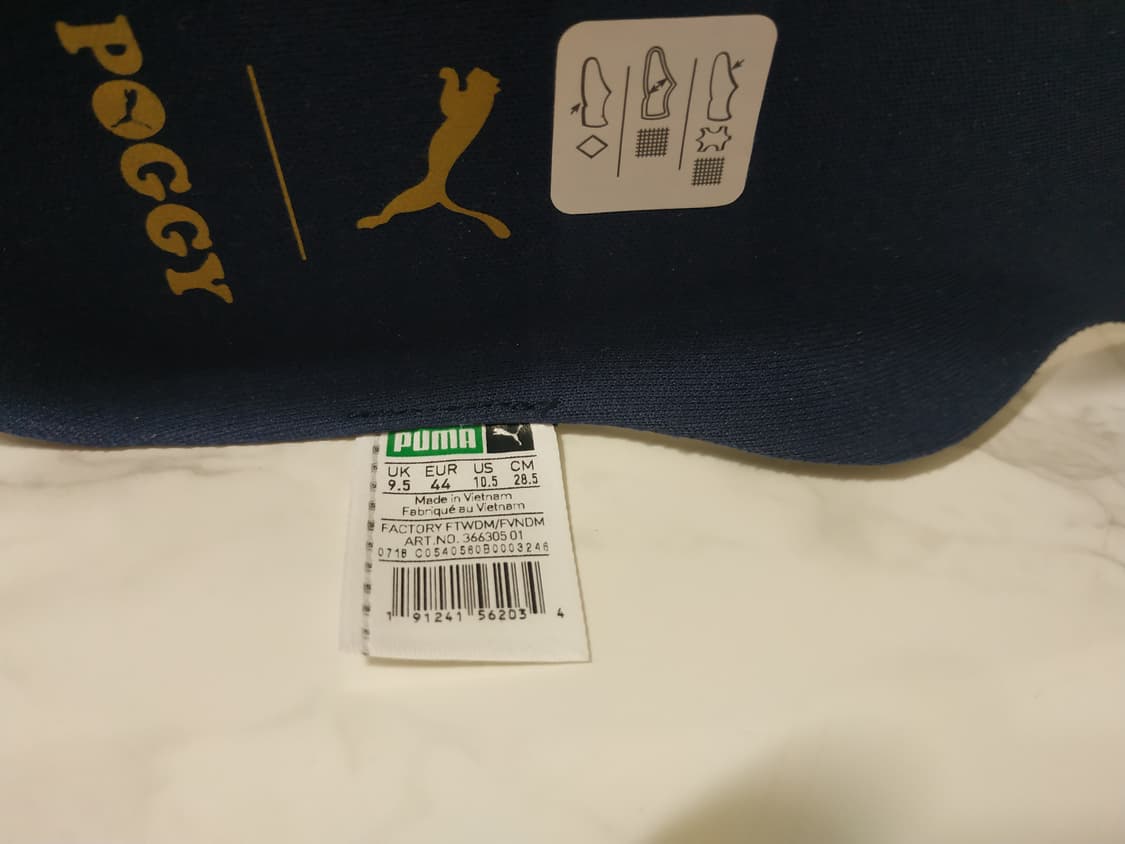 POGGY
PUMA
UK EUR US CM
9.5 44 10.5 28.5
Made in Vietnam
Fabriqué au Vietnam
FACTORY FTWDM/FVNDM
ART.NO. 366305 01
0718 C0540560B0003246
1 91241 56203 4